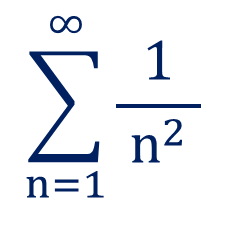 ∞
∑ 1/n²
n=1